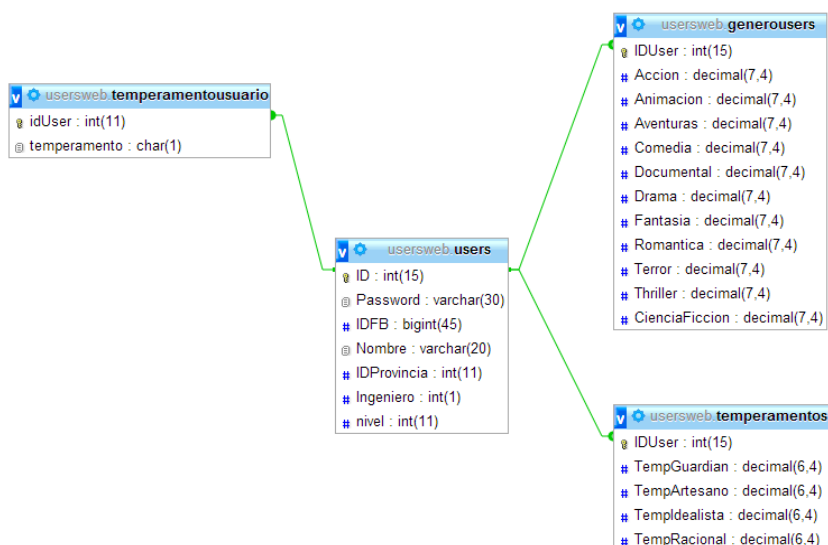 usersweb.temperamentousuario
idUser : int(11)
temperamento : char(1)
usersweb.users
ID : int(15)
Password : varchar(30)
IDFB : bigint(45)
Nombre : varchar(20)
IDProvincia : int(11)
Ingeniero : int(1)
nivel : int(11)
usersweb.generousers
IDUser : int(15)
Accion : decimal(7,4)
Animacion : decimal(7,4)
Aventuras : decimal(7,4)
Comedia : decimal(7,4)
Documental : decimal(7,4)
Drama : decimal(7,4)
Fantasia : decimal(7,4)
Romantica : decimal(7,4)
Terror : decimal(7,4)
Thriller : decimal(7,4)
CienciaFiccion : decimal(7,4)
usersweb.temperamentos
IDUser : int(15)
TempGuardian : decimal(6,4)
TempArtesano : decimal(6,4)
TempIdealista : decimal(6,4)
TempRacional : decimal(6,4)